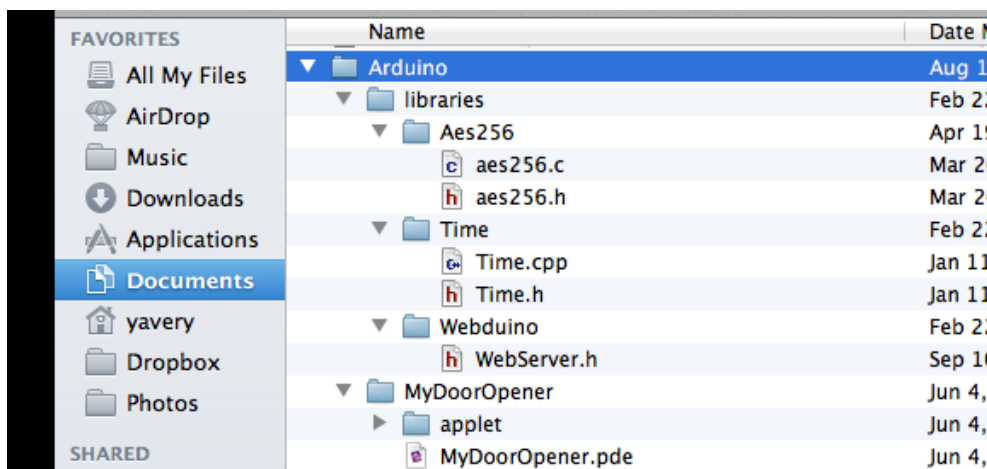 FAVORITES
All My Files
AirDrop
Music
Downloads
Applications
Documents
yavery
Dropbox
Photos
SHARED
Name Date
Arduino Aug 1
libraries Feb 2
Aes256 Apr 19
aes256.c Mar 2
aes256.h Mar 2
Time Feb 2
Time.cpp Jan 11
Time.h Jan 11
Webduino Feb 2
WebServer.h Sep 1
MyDoorOpener Jun 4,
applet Jun 4,
MyDoorOpener.pde Jun 4,